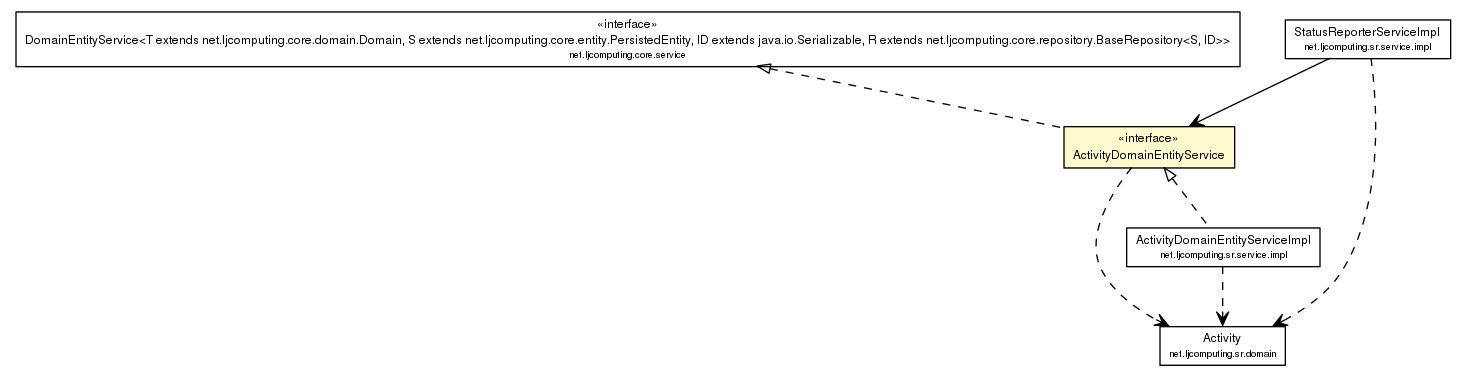 «interface»
DomainEntityService<T extends net.ljcomputing.core.domain.Domain, S extends net.ljcomputing.core.entity.PersistedEntity, ID extends java.io.Serializable, R extends net.ljcomputing.core.repository.BaseRepository<S, ID>>
net.ljcomputing.core.service
StatusReporterServiceImpl
net.ljcomputing.sr.service.impl
«interface»
ActivityDomainEntityService
ActivityDomainEntityServiceImpl
net.ljcomputing.sr.service.impl
Activity
net.ljcomputing.sr.domain